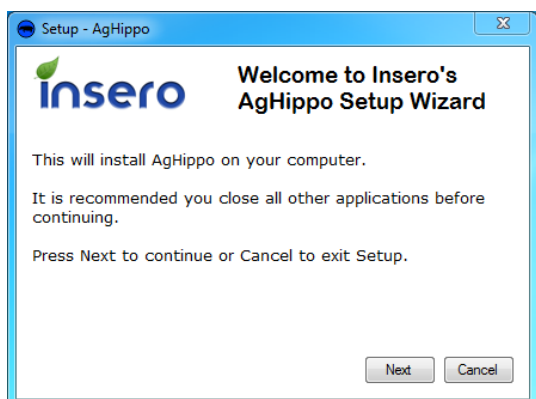 Setup - AgHippo
insero
Welcome to Insero's
AgHippo Setup Wizard
This will install AgHippo on your computer.
It is recommended you close all other applications before
continuing.
Press Next to continue or Cancel to exit Setup.
Next
Cancel